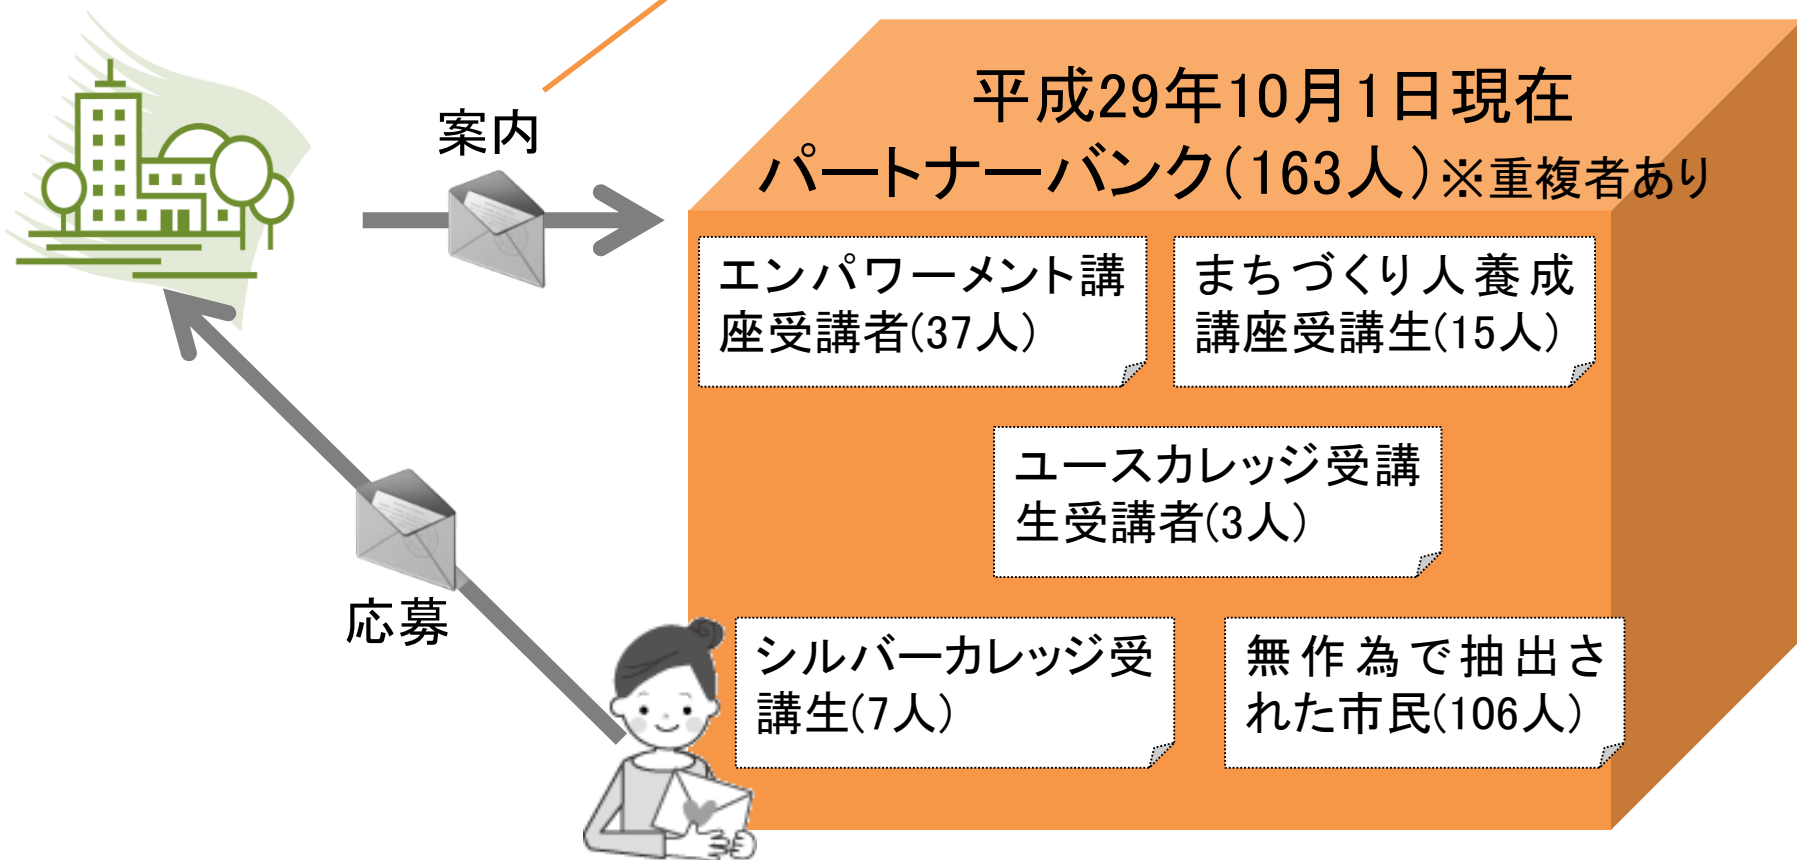 案内
平成29年10月1日現在
パートナーバンク(163人)※重複者あり
エンパワーメント講
座受講者(37人)
まちづくり人養成
講座受講生(15人)
ユースカレッジ受講
生受講者(3人)
応募
シルバーカレッジ受
講生(7人)
無作為で抽出さ
れた市民(106人)